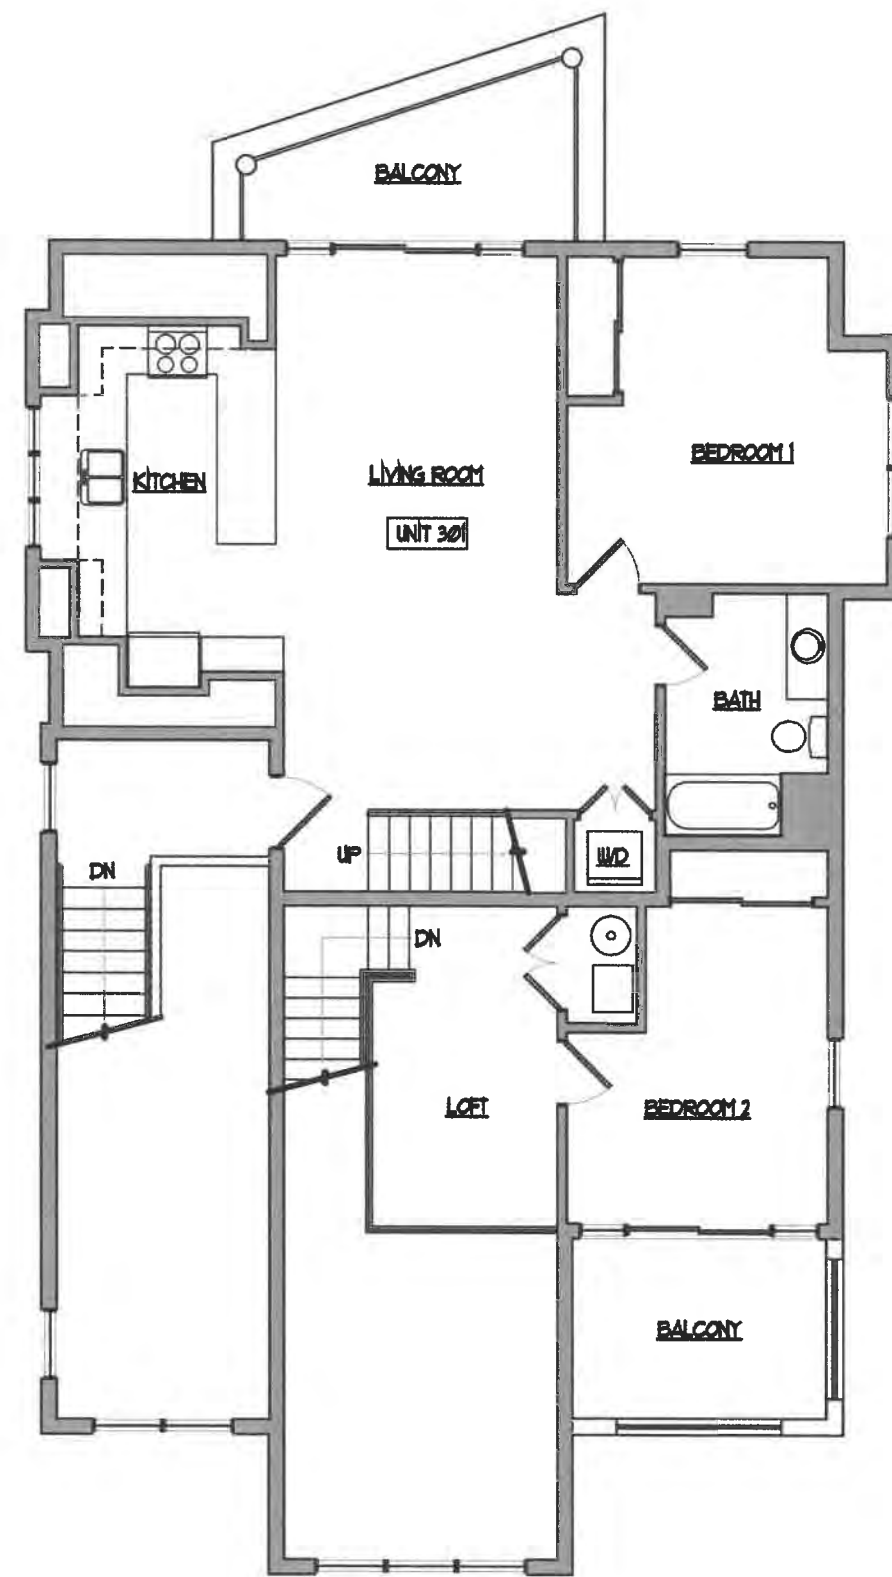 BALCONY
BEDROOM 1
KITCHEN
LIVING ROOM
UNIT 301
BATH
UP
W/D
DN
DN
LOFT
BEDROOM 2
BALCONY